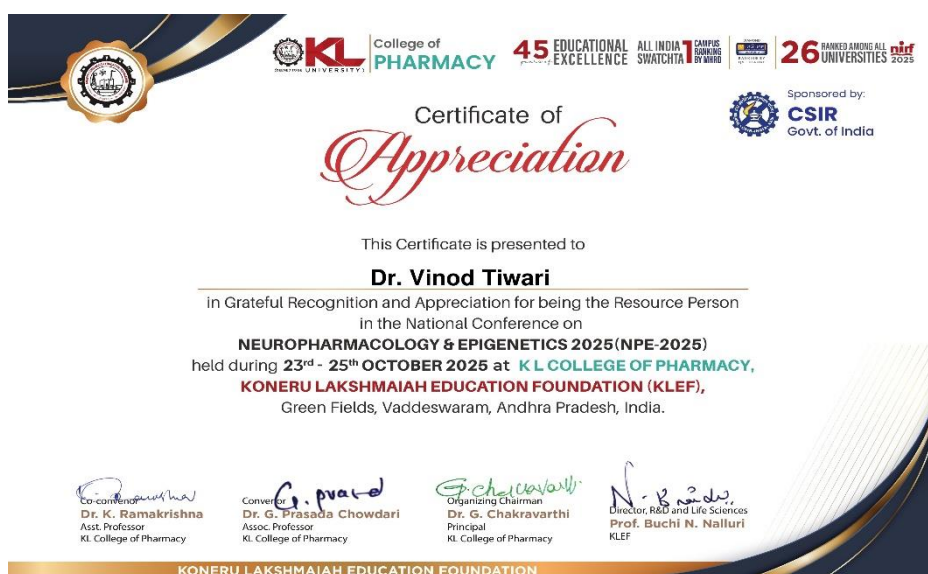 KL
UNIVERSITY)
College of
PHARMACY
45
EDUCATIONAL
EXCELLENCE
ALL INDIA
SWATCHTA
1
CAMPUS
RANKING
BY MHRD
26
RANKED AMONG ALL
UNIVERSITIES
nirf
2025
Sponsored by:
CSIR
Govt. of India
Certificate of
Appreciation
This Certificate is presented to
Dr. Vinod Tiwari
in Grateful Recognition and Appreciation for being the Resource Person
in the National Conference on
NEUROPHARMACOLOGY & EPIGENETICS 2025(NPE-2025)
held during 23rd - 25th OCTOBER 2025 at K L COLLEGE OF PHARMACY,
KONERU LAKSHMAIAH EDUCATION FOUNDATION (KLEF),
Green Fields, Vaddeswaram, Andhra Pradesh, India.
Co-convenor
Dr. K. Ramakrishna
Asst. Professor
KL College of Pharmacy
Convenor
Dr. G. Prasada Chowdari
Assoc. Professor
KL College of Pharmacy
Organizing Chairman
Dr. G. Chakravarthi
Principal
KL College of Pharmacy
Director, R&D and Life Sciences
Prof. Buchi N. Nalluri
KLEF
KONERU LAKSHMAIAH EDUCATION FOUNDATION